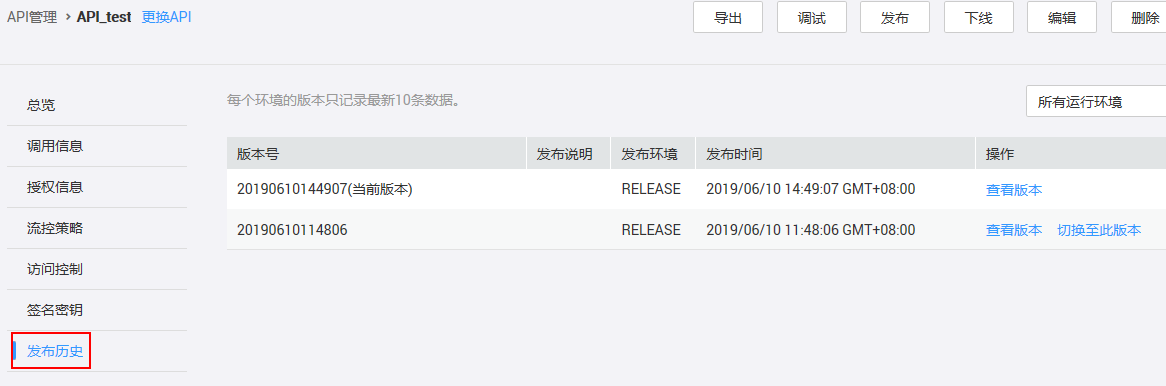 API管理 › API_test 更换API 导出 调试 发布 下线 编辑 删除
总览
调用信息
授权信息
流控策略
访问控制
签名密钥
发布历史
每个环境的版本只记录最新10条数据。 所有运行环境
版本号 发布说明 发布环境 发布时间 操作
20190610144907(当前版本) RELEASE 2019/06/10 14:49:07 GMT+08:00 查看版本
20190610114806 RELEASE 2019/06/10 11:48:06 GMT+08:00 查看版本 切换至此版本